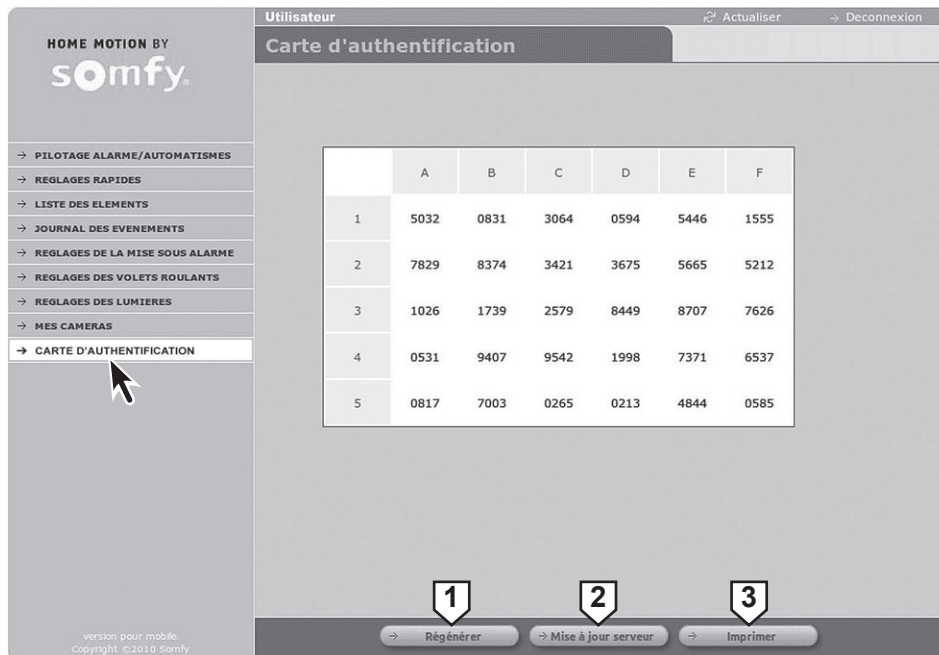 Utilisateur Actualiser → Deconnexion
HOME MOTION BY
somfy.
Carte d'authentification
→ PILOTAGE ALARME/AUTOMATISMES
→ REGLAGES RAPIDES
→ LISTE DES ELEMENTS
→ JOURNAL DES EVENEMENTS
→ REGLAGES DE LA MISE SOUS ALARME
→ REGLAGES DES VOLETS ROULANTS
→ REGLAGES DES LUMIERES
→ MES CAMERAS
→ CARTE D'AUTHENTIFICATION
A B C D E F
1 5032 0831 3064 0594 5446 1555
2 7829 8374 3421 3675 5665 5212
3 1026 1739 2579 8449 8707 7626
4 0531 9407 9542 1998 7371 6537
5 0817 7003 0265 0213 4844 0585
1 2 3
→ Régénérer → Mise à jour serveur → Imprimer
version pour mobile
Copyright ©2010 Somfy